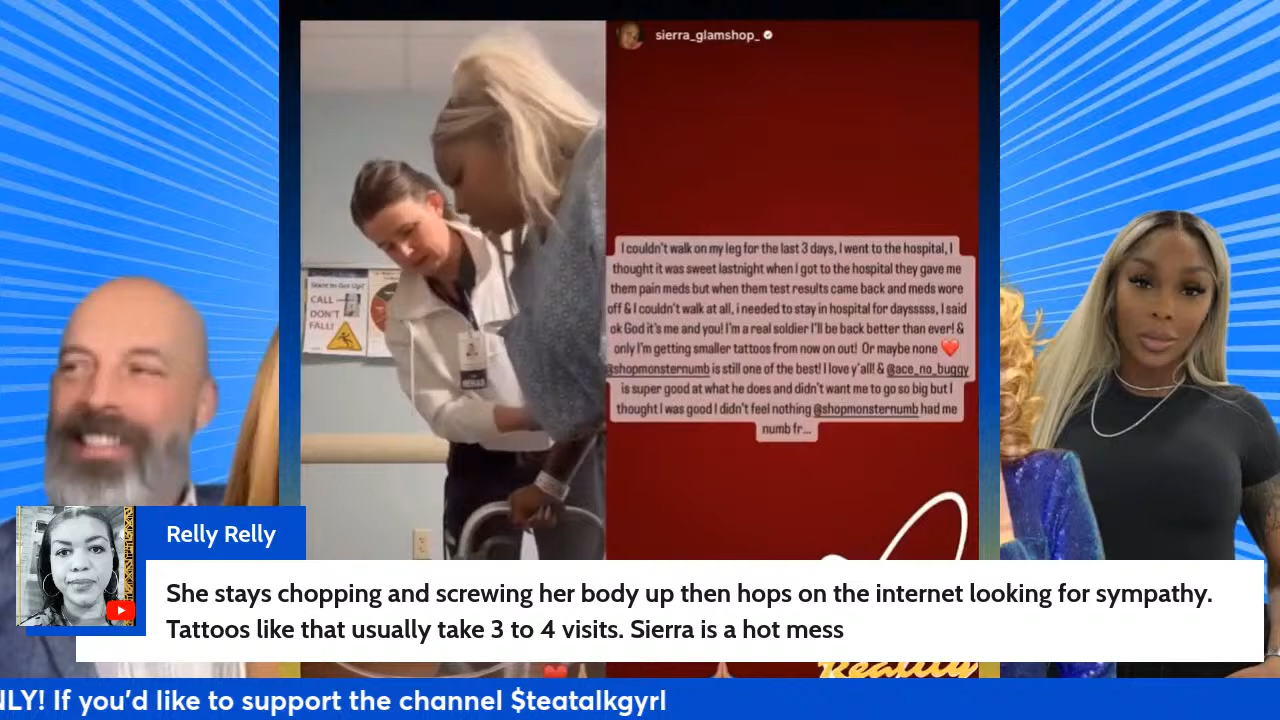 sierra_glamshop_
I couldn't walk on my leg for the last 3 days, I went to the hospital, I
thought it was sweet lastnight when I got to the hospital they gave me
them pain meds but when them test results came back and meds wore
off & I couldn't walk at all, i needed to stay in hospital for daysssss, I said
ok God it's me and you! I'm a real soldier I'll be back better than ever! &
only I'm getting smaller tattoos from now on out! Or maybe none ❤️
@shopmonsternumb is still one of the best! I love y'all! & @ace_no_buggy
is super good at what he does and didn't want me to go so big but I
thought I was good I didn't feel nothing @shopmonsternumb had me
numb fr...
CALL
DON'T
FALL!
Relly Relly
She stays chopping and screwing her body up then hops on the internet looking for sympathy.
Tattoos like that usually take 3 to 4 visits. Sierra is a hot mess
Reality
NLY! If you'd like to support the channel $teatalkgyrl